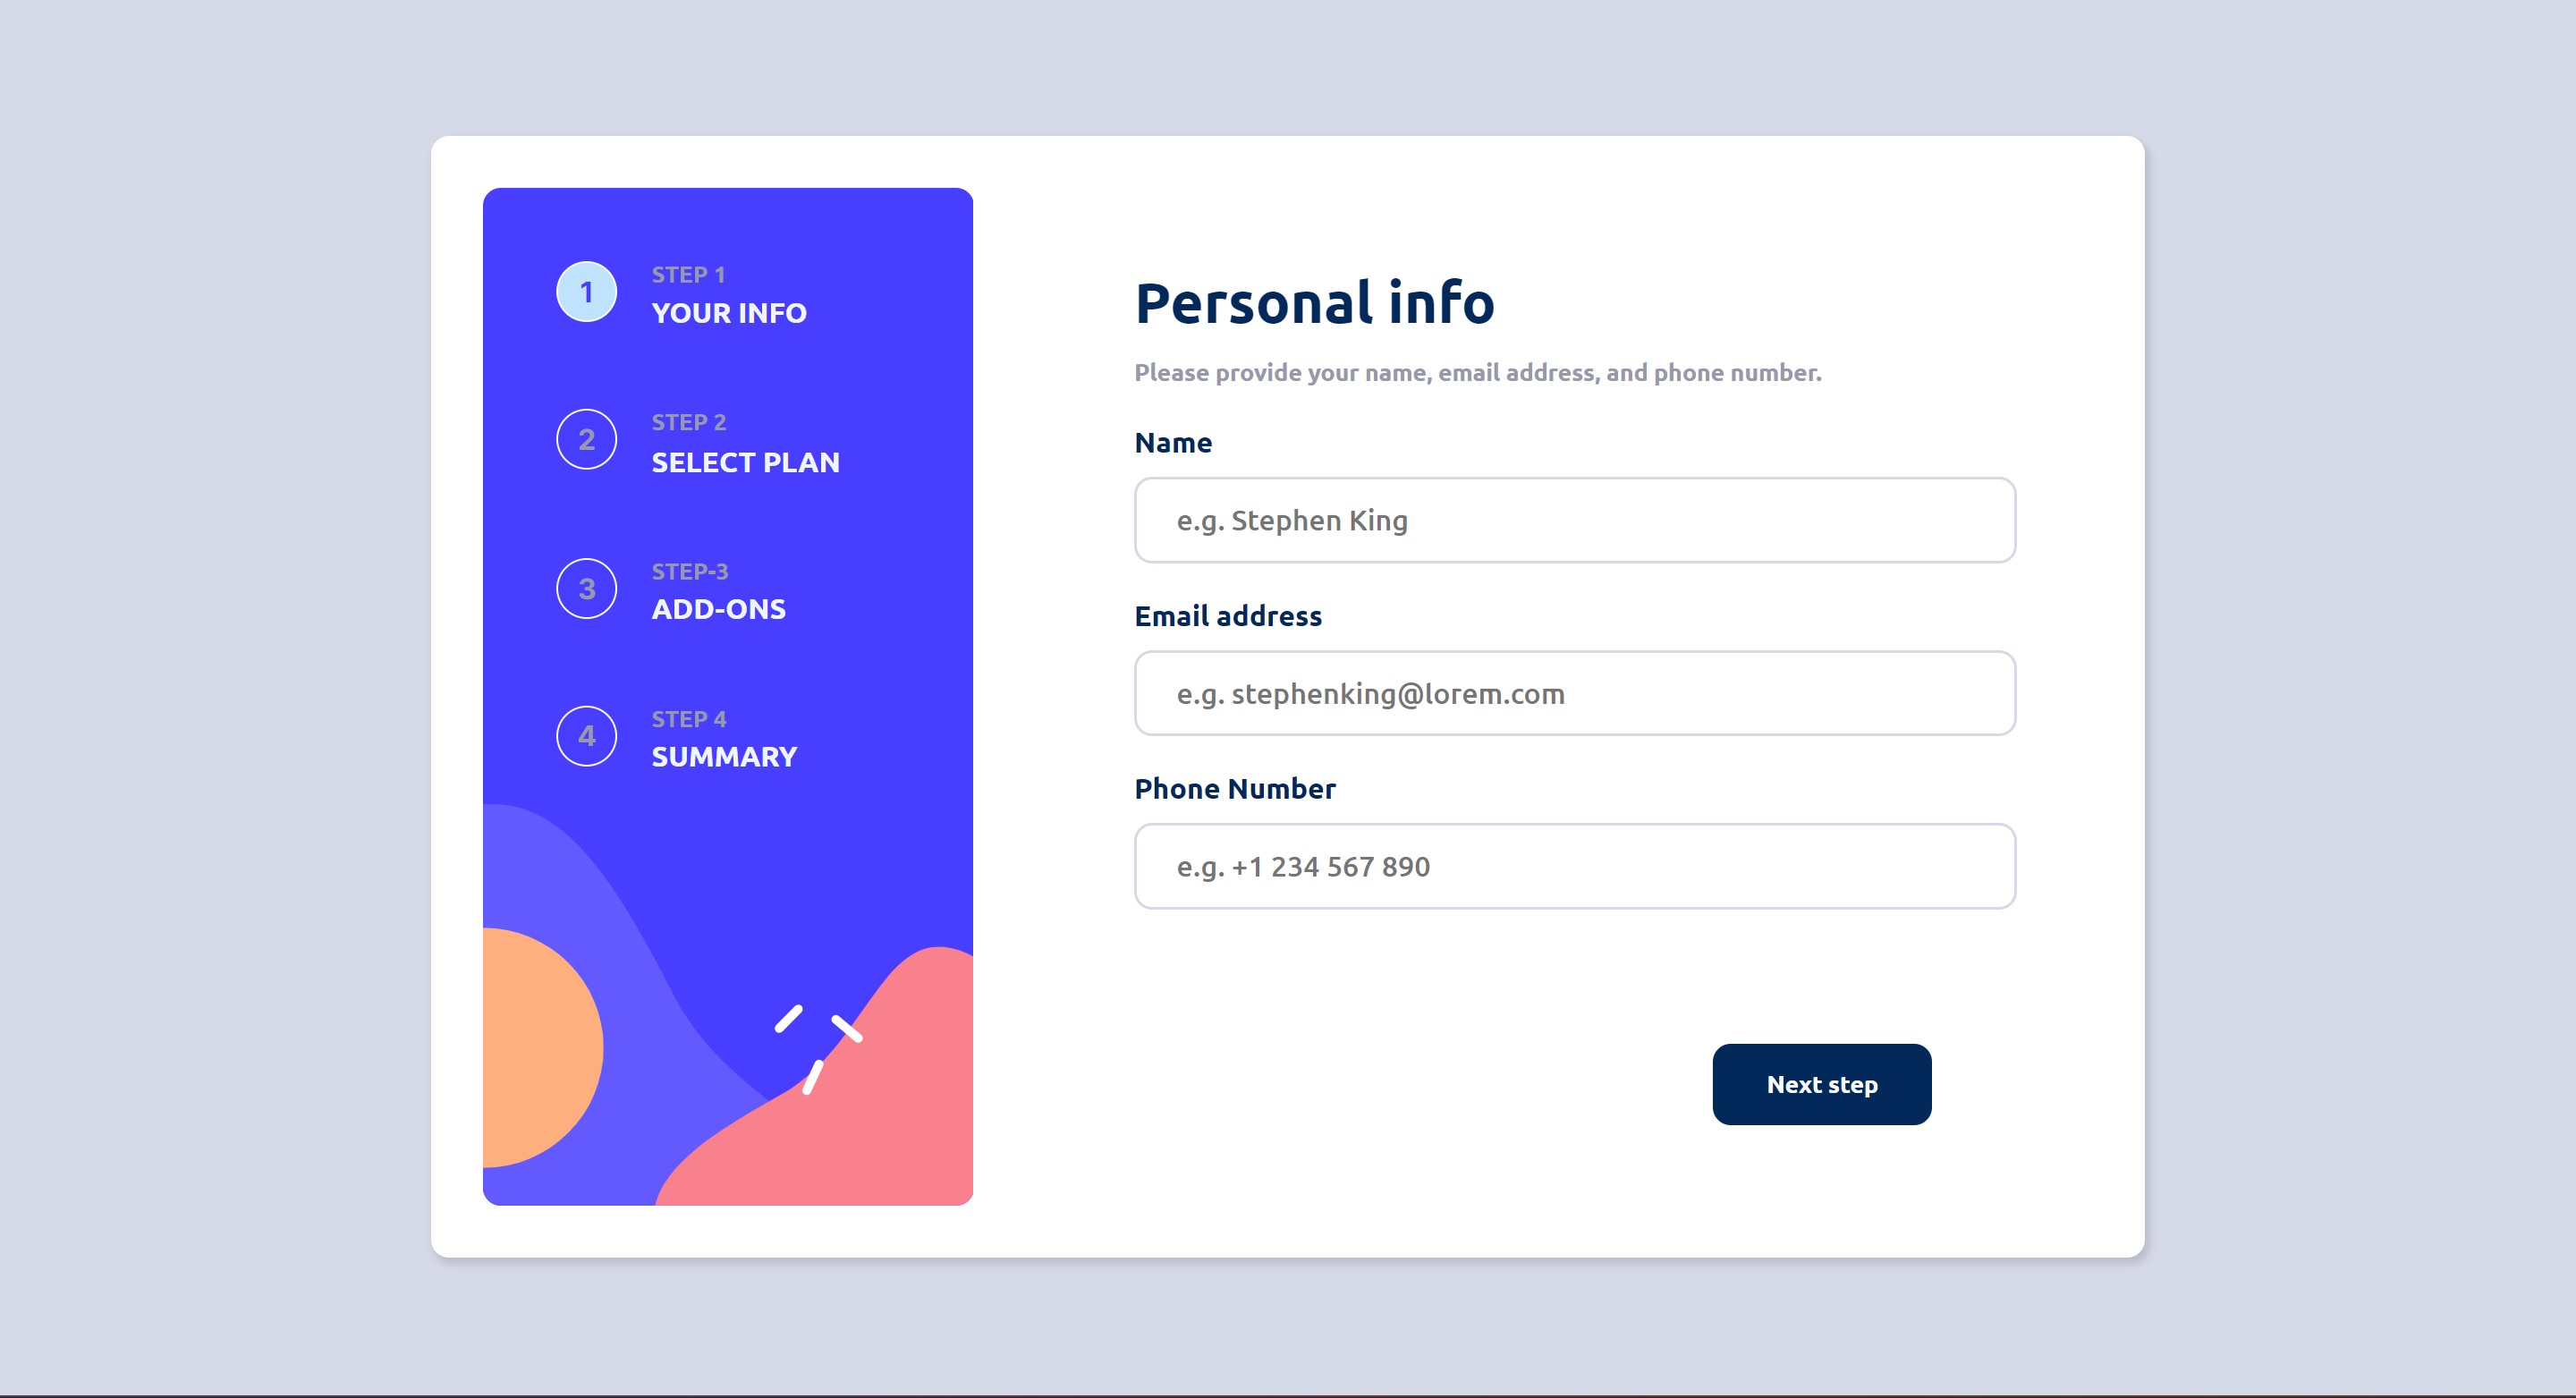 1
STEP 1
YOUR INFO
2
STEP 2
SELECT PLAN
3
STEP-3
ADD-ONS
4
STEP 4
SUMMARY
Personal info
Please provide your name, email address, and phone number.
Name
e.g. Stephen King
Email address
e.g. stephenking@lorem.com
Phone Number
e.g. +1 234 567 890
Next step